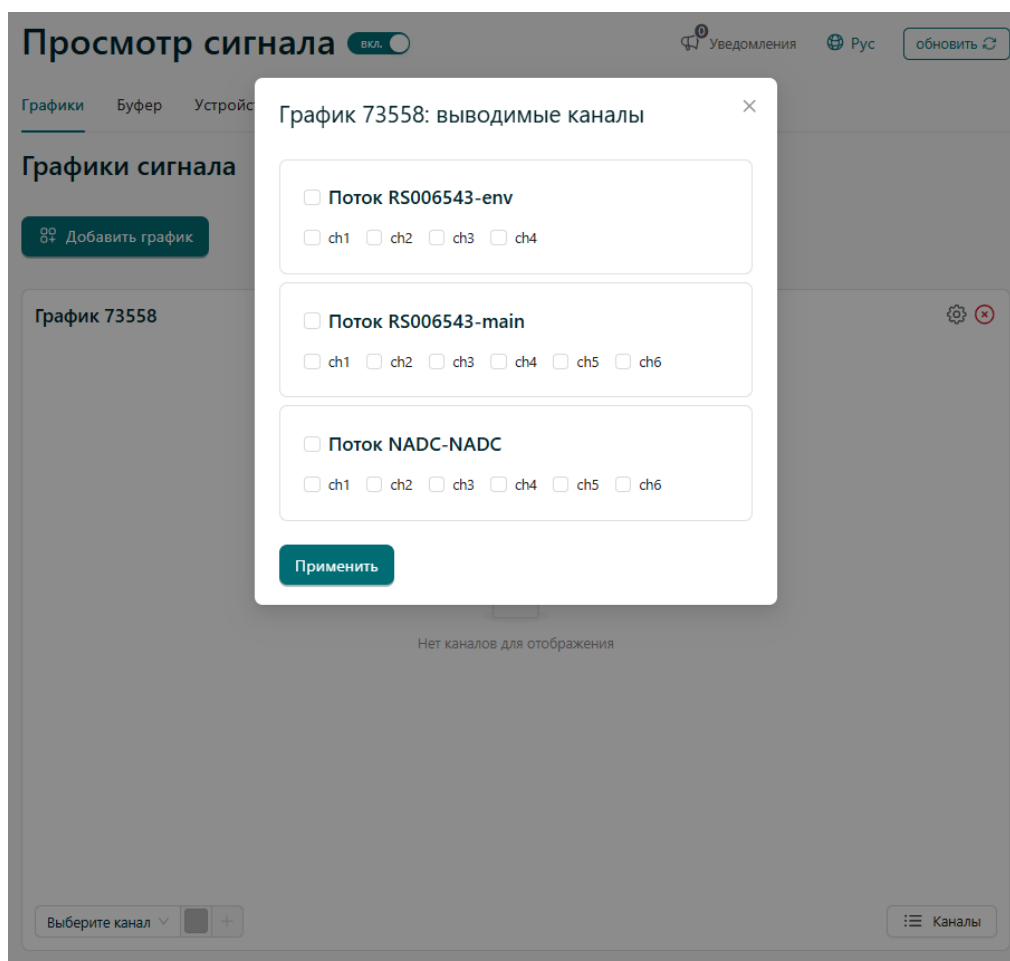 Просмотр сигнала вкл. 0 Уведомления Рус обновить
Графики Буфер Устройс
График 73558: выводимые каналы
Графики сигнала
Поток RS006543-env
ch1 ch2 ch3 ch4
Добавить график
График 73558
Поток RS006543-main
ch1 ch2 ch3 ch4 ch5 ch6
Поток NADC-NADC
ch1 ch2 ch3 ch4 ch5 ch6
Применить
Нет каналов для отображения
Выберите канал + Каналы